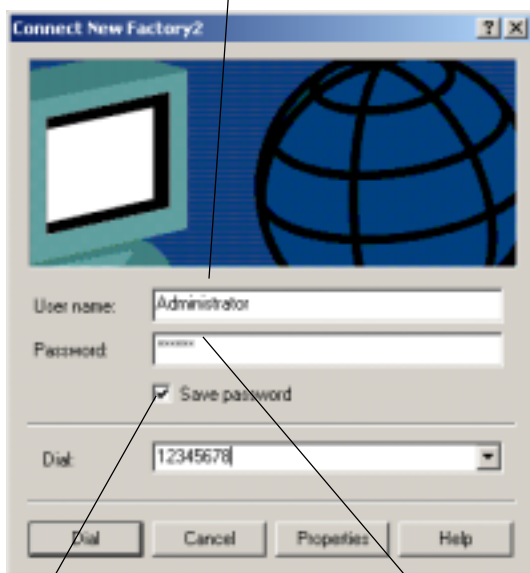 Connect New Factory2
User name: Administrator
Password: ******
Save password
Dial: 12345678
Dial Cancel Properties Help